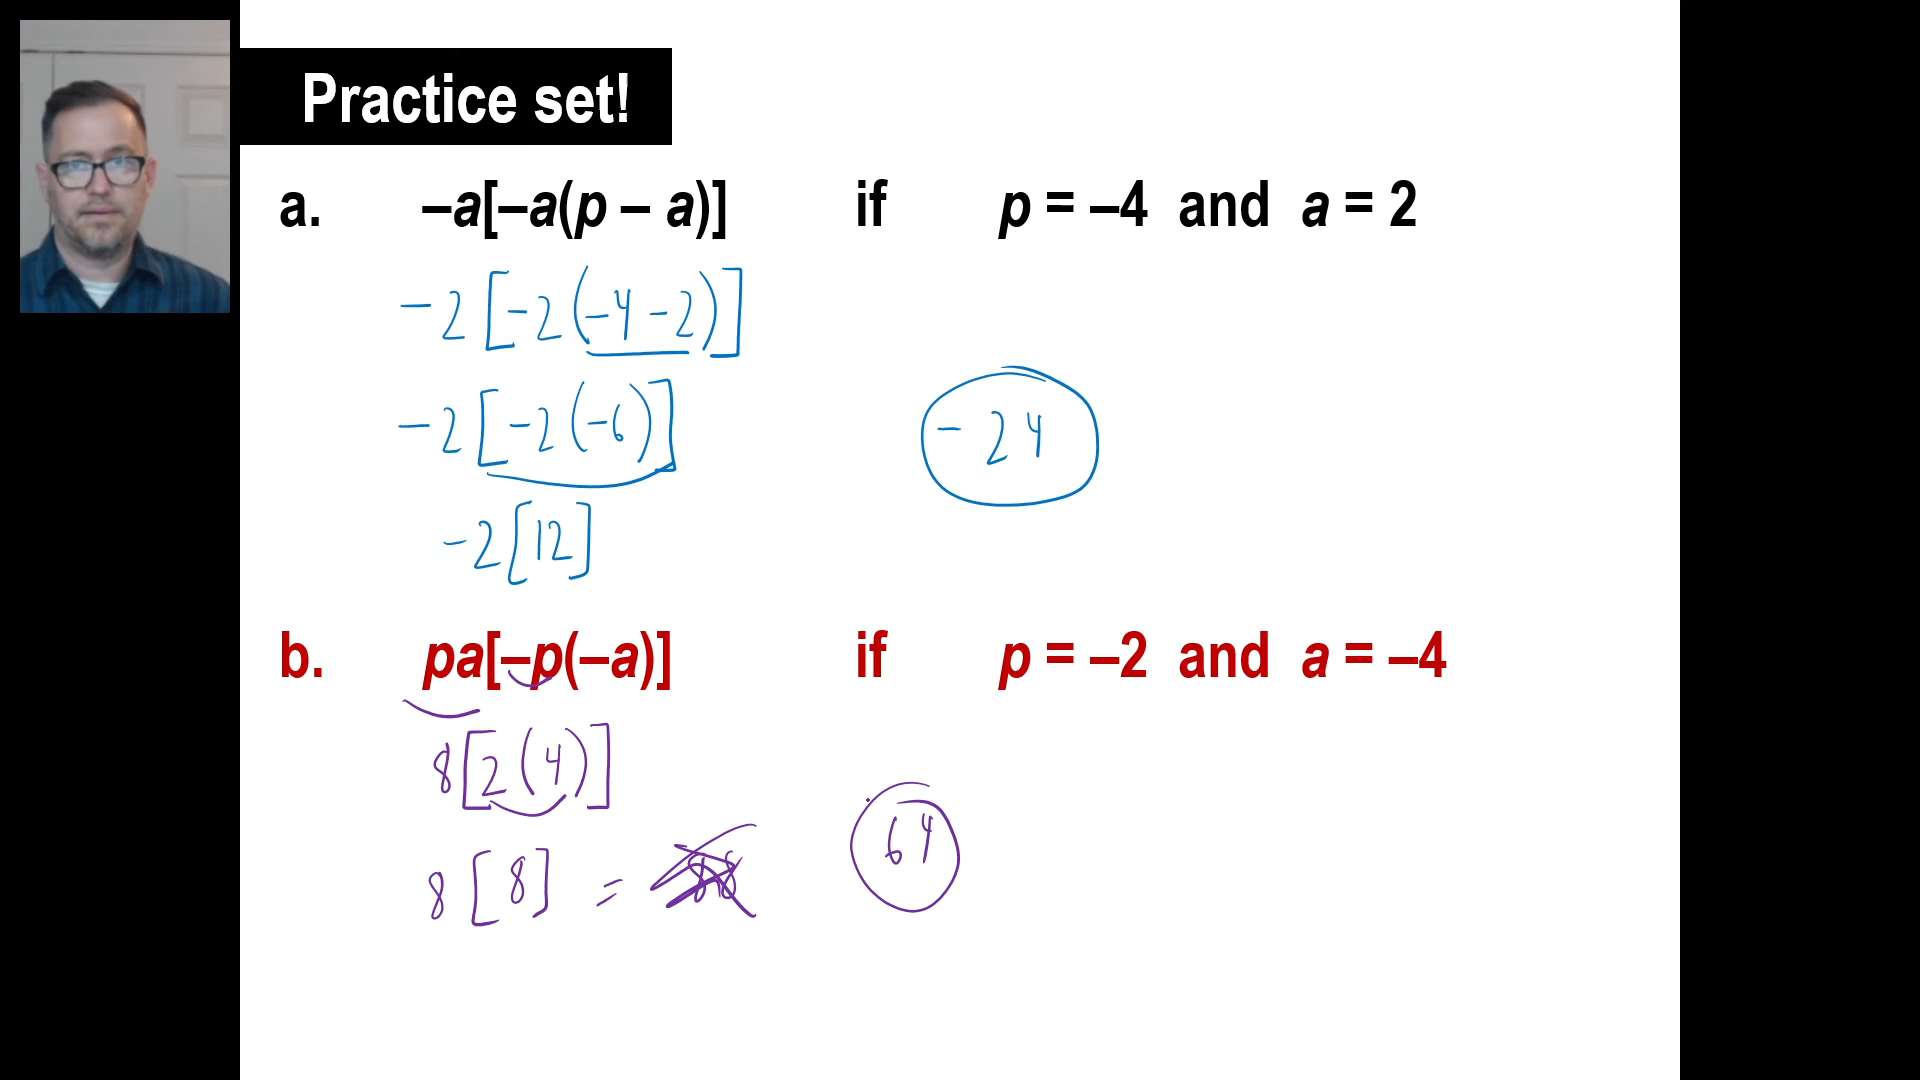 Practice set!
a. –a[–a(p – a)] if p = –4 and a = 2
-2[-2(-4-2)]
-2[-2(-6)]
-24
-2[12]
b. pa[–p(–a)] if p = –2 and a = –4
8[2(4)]
64
8[8] =